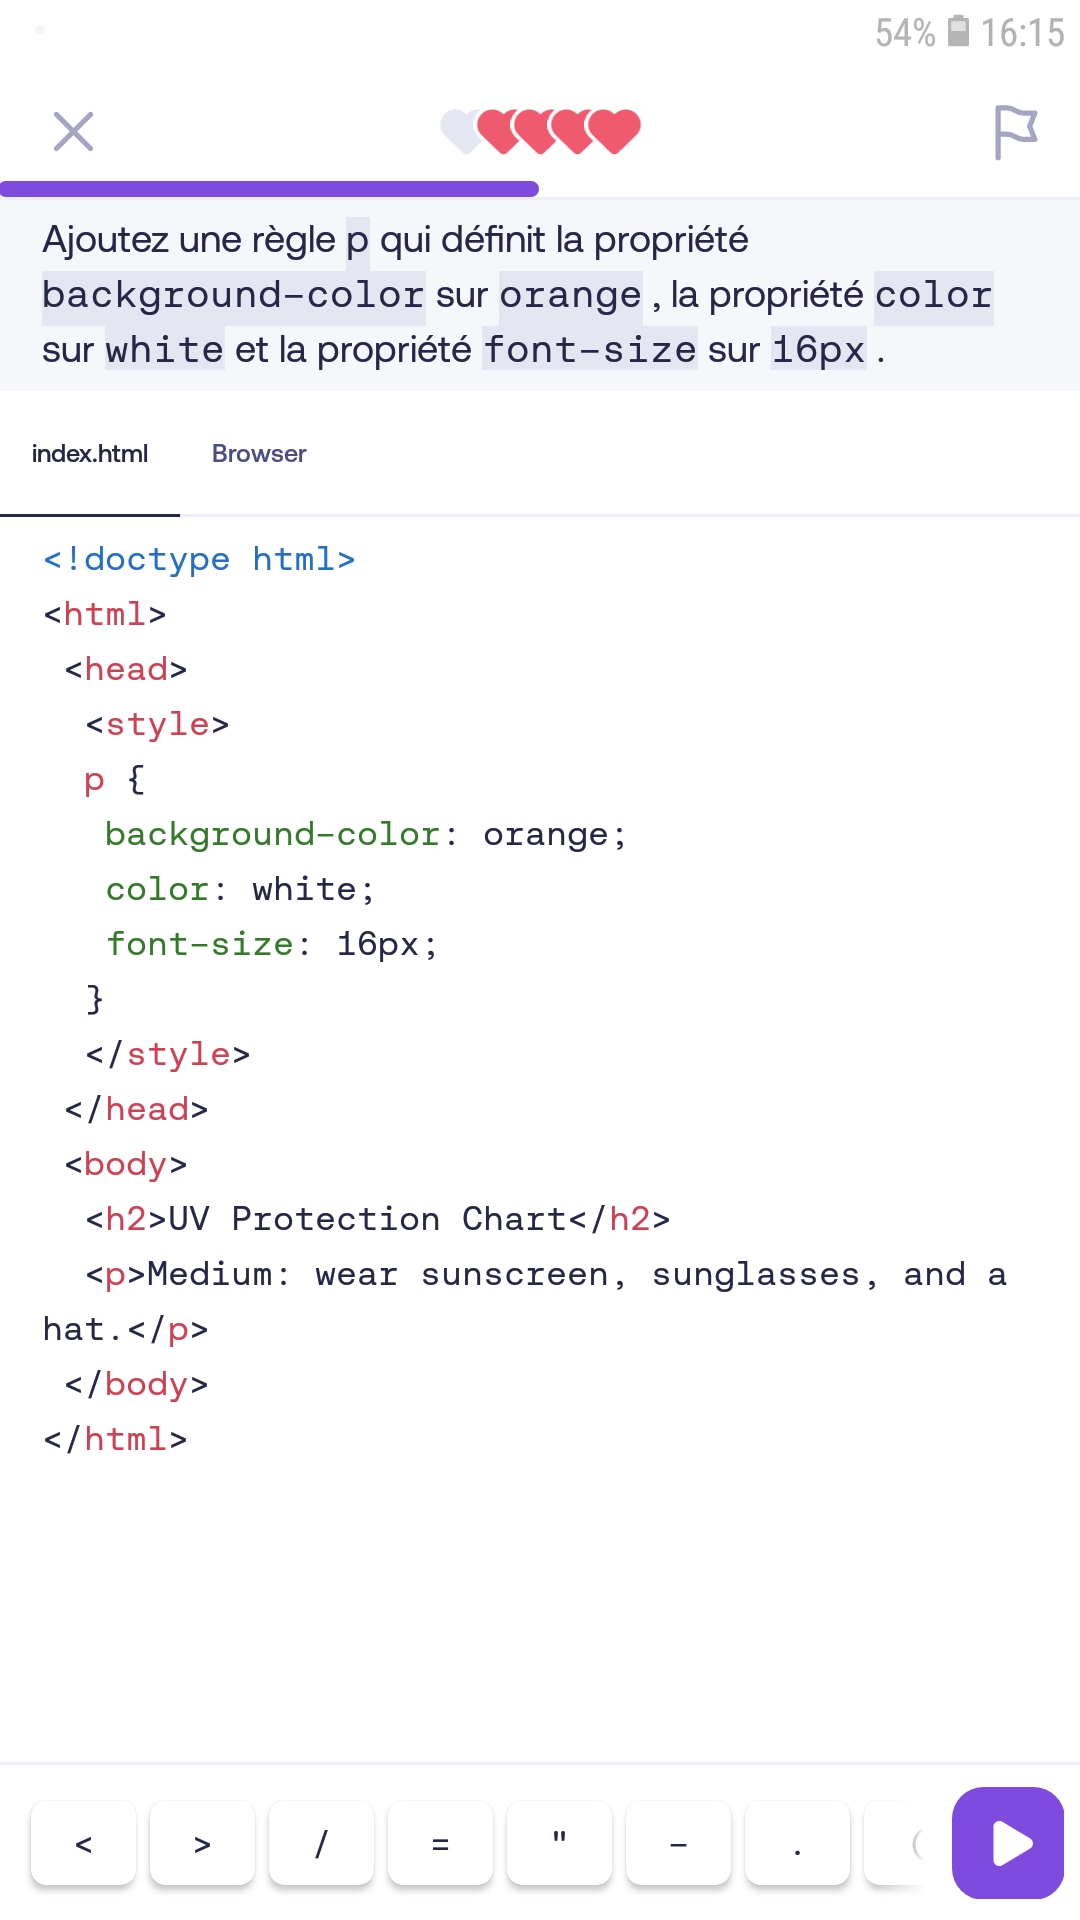 54% 16:15
Ajoutez une règle p qui définit la propriété
background-color sur orange , la propriété color
sur white et la propriété font-size sur 16px .
index.html Browser
<!doctype html>
<html>
<head>
<style>
p {
background-color: orange;
color: white;
font-size: 16px;
}
</style>
</head>
<body>
<h2>UV Protection Chart</h2>
<p>Medium: wear sunscreen, sunglasses, and a
hat.</p>
</body>
</html>
< > / = " - . (